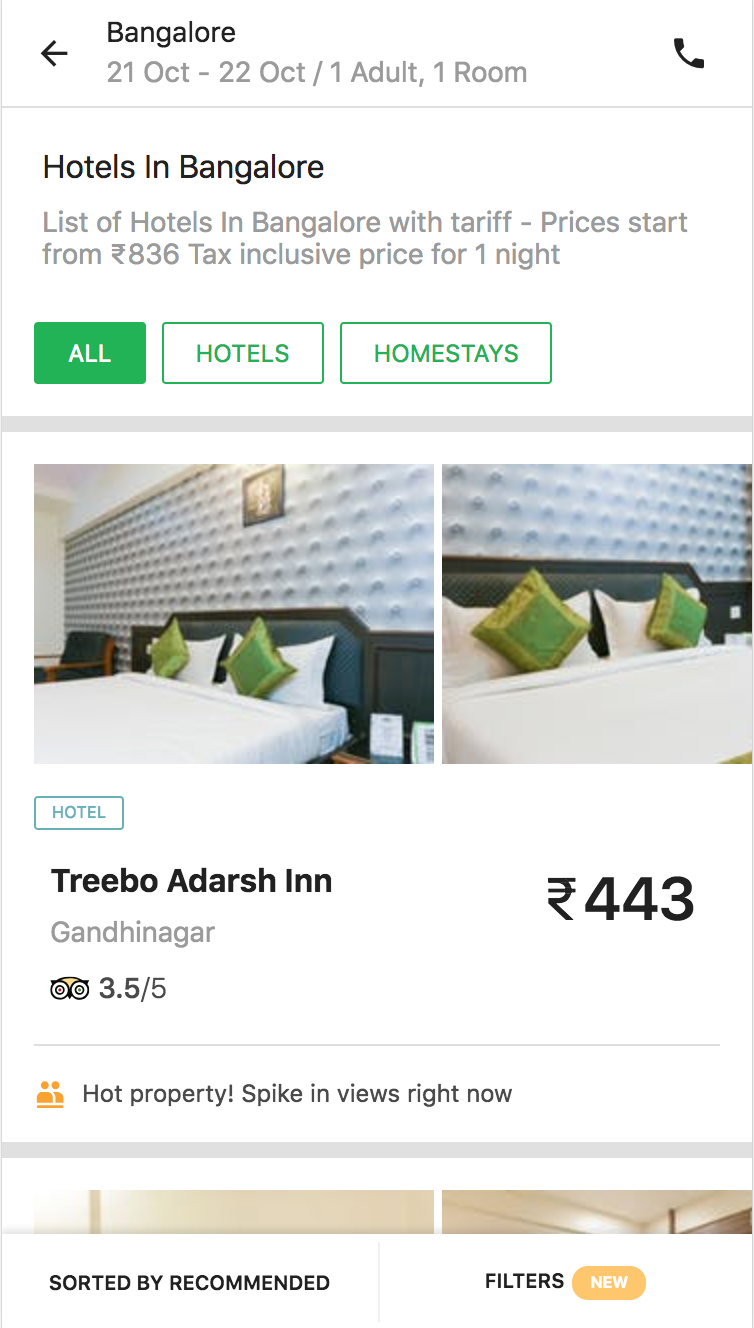 Bangalore
21 Oct - 22 Oct / 1 Adult, 1 Room
Hotels In Bangalore
List of Hotels In Bangalore with tariff - Prices start
from ₹836 Tax inclusive price for 1 night
ALL
HOTELS
HOMESTAYS
HOTEL
Treebo Adarsh Inn
₹443
Gandhinagar
3.5/5
Hot property! Spike in views right now
SORTED BY RECOMMENDED
FILTERS NEW